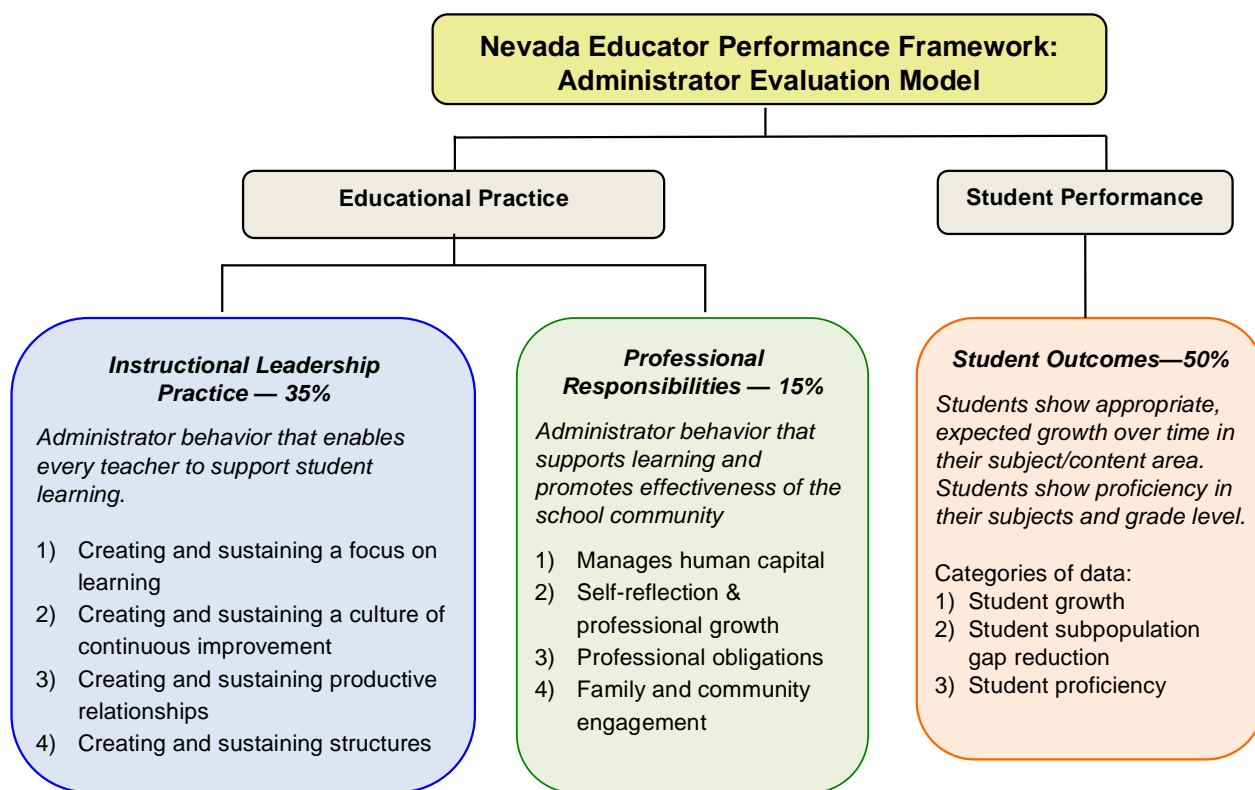 Nevada Educator Performance Framework:
Administrator Evaluation Model
Educational Practice
Student Performance
Instructional Leadership
Practice — 35%
Administrator behavior that enables
every teacher to support student
learning.
1) Creating and sustaining a focus on
learning
2) Creating and sustaining a culture of
continuous improvement
3) Creating and sustaining productive
relationships
4) Creating and sustaining structures
Professional
Responsibilities — 15%
Administrator behavior that
supports learning and
promotes effectiveness of the
school community
1) Manages human capital
2) Self-reflection &
professional growth
3) Professional obligations
4) Family and community
engagement
Student Outcomes—50%
Students show appropriate,
expected growth over time in
their subject/content area.
Students show proficiency in
their subjects and grade level.
Categories of data:
1) Student growth
2) Student subpopulation
gap reduction
3) Student proficiency